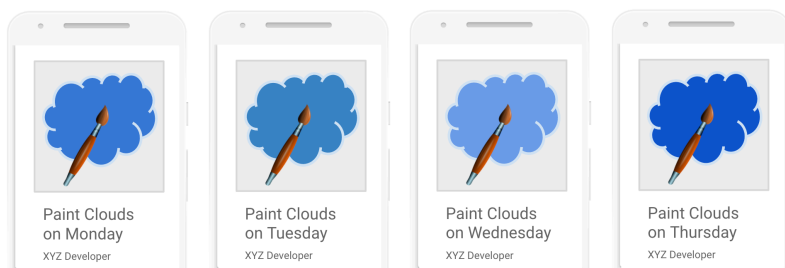 Paint Clouds
on Monday
XYZ Developer
Paint Clouds
on Tuesday
XYZ Developer
Paint Clouds
on Wednesday
XYZ Developer
Paint Clouds
on Thursday
XYZ Developer